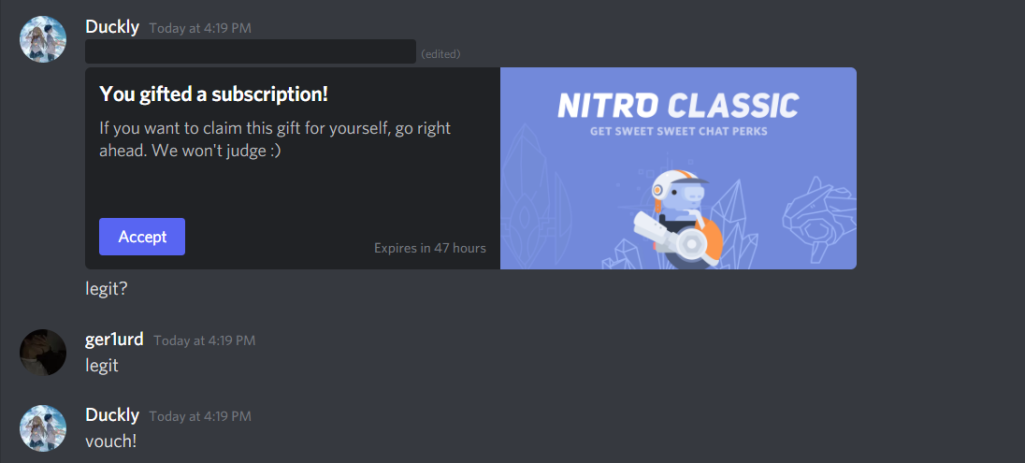 Duckly Today at 4:19 PM
(edited)
You gifted a subscription!
If you want to claim this gift for yourself, go right
ahead. We won't judge :)
Accept
Expires in 47 hours
NITRO CLASSIC
GET SWEET SWEET CHAT PERKS
legit?
ger1urd Today at 4:19 PM
legit
Duckly Today at 4:19 PM
vouch!